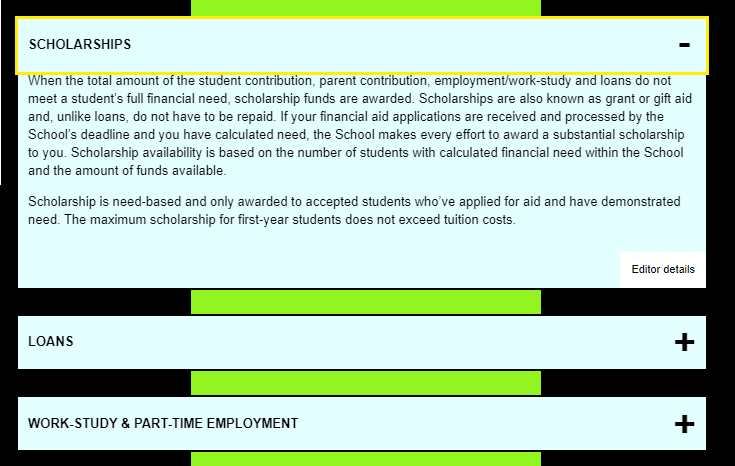 SCHOLARSHIPS -
When the total amount of the student contribution, parent contribution, employment/work-study and loans do not
meet a student's full financial need, scholarship funds are awarded. Scholarships are also known as grant or gift aid
and, unlike loans, do not have to be repaid. If your financial aid applications are received and processed by the
School's deadline and you have calculated need, the School makes every effort to award a substantial scholarship
to you. Scholarship availability is based on the number of students with calculated financial need within the School
and the amount of funds available.
Scholarship is need-based and only awarded to accepted students who've applied for aid and have demonstrated
need. The maximum scholarship for first-year students does not exceed tuition costs.
Editor details
LOANS +
WORK-STUDY & PART-TIME EMPLOYMENT +